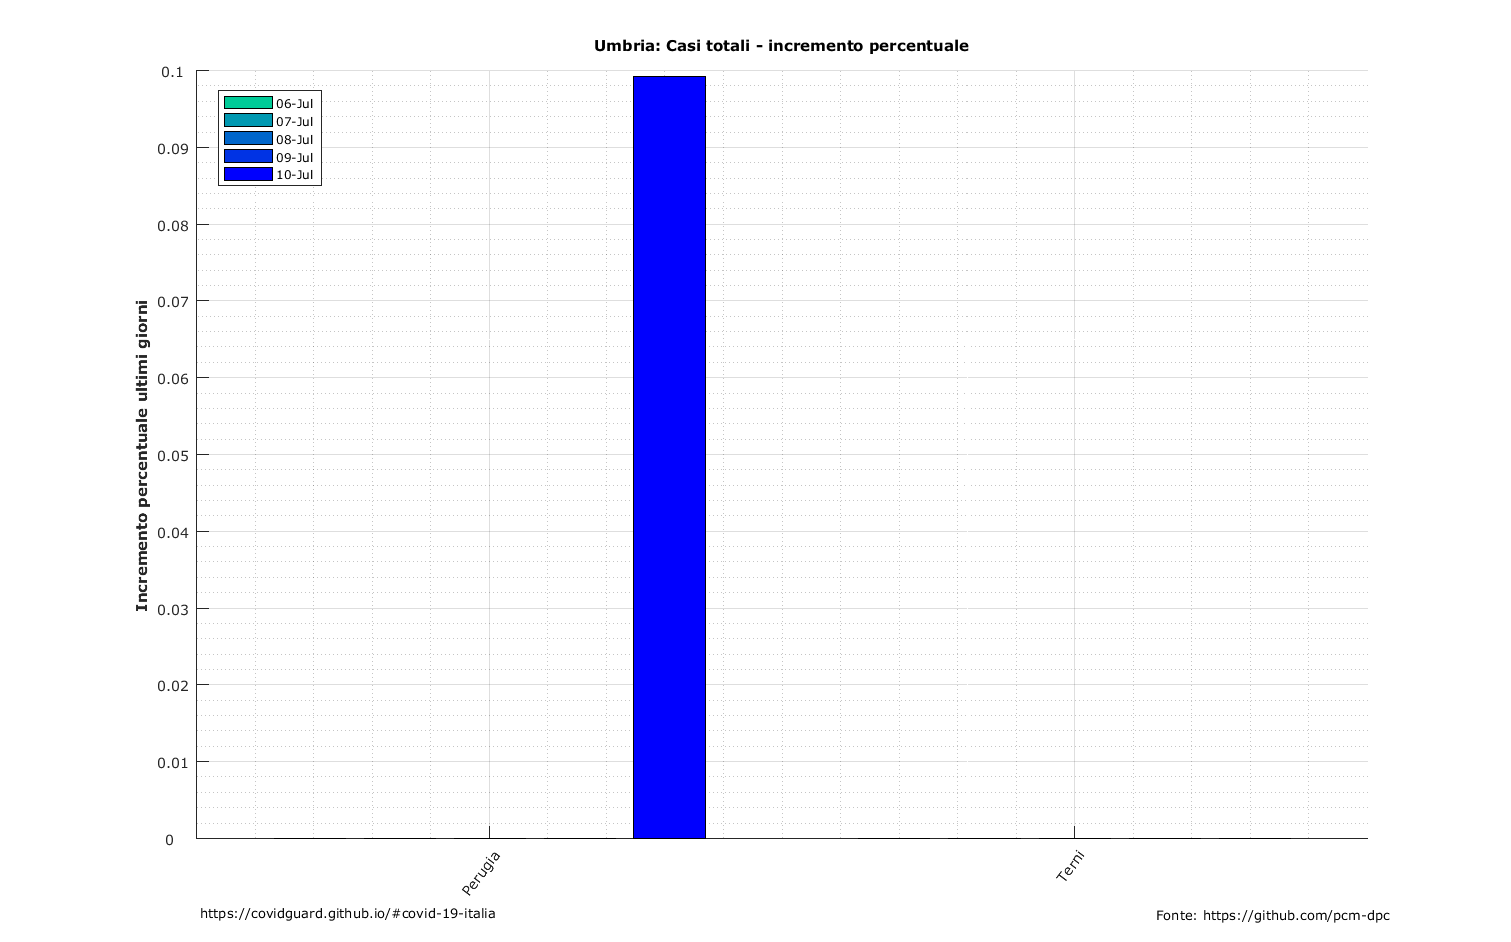 Umbria: Casi totali - incremento percentuale
0.1
0.09
0.08
0.07
0.06
0.05
0.04
0.03
0.02
0.01
0
Incremento percentuale ultimi giorni
06-Jul
07-Jul
08-Jul
09-Jul
10-Jul
Perugia
Terni
https://covidguard.github.io/#covid-19-italia
Fonte: https://github.com/pcm-dpc